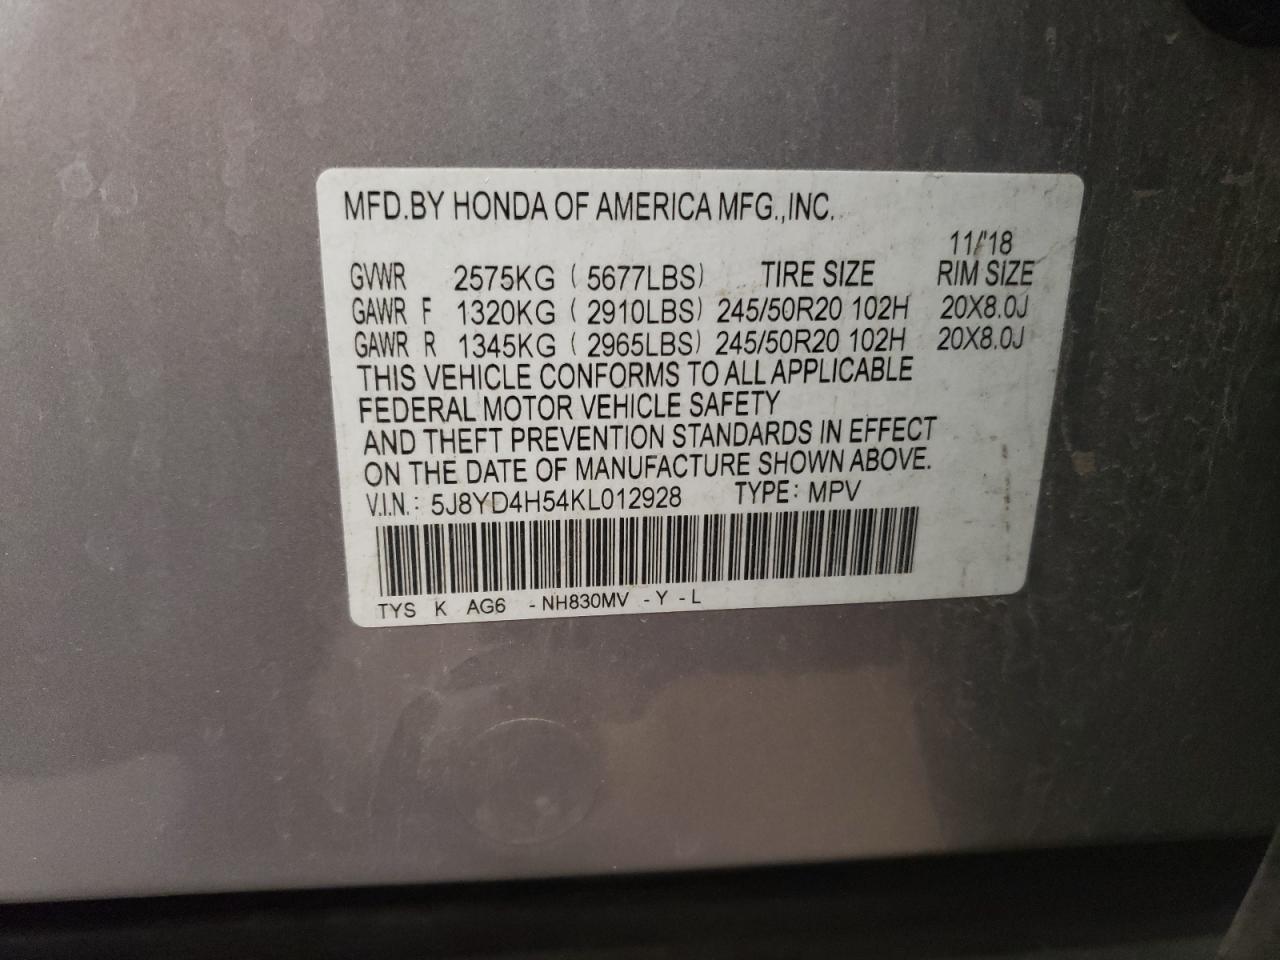 MFD.BY HONDA OF AMERICA MFG.,INC.
11/'18
GVWR 2575KG ( 5677LBS) TIRE SIZE RIM SIZE
GAWR F 1320KG ( 2910LBS) 245/50R20 102H 20X8.0J
GAWR R 1345KG ( 2965LBS) 245/50R20 102H 20X8.0J
THIS VEHICLE CONFORMS TO ALL APPLICABLE
FEDERAL MOTOR VEHICLE SAFETY
AND THEFT PREVENTION STANDARDS IN EFFECT
ON THE DATE OF MANUFACTURE SHOWN ABOVE.
V.I.N.: 5J8YD4H54KL012928 TYPE: MPV
TYS K AG6 -NH830MV -Y -L